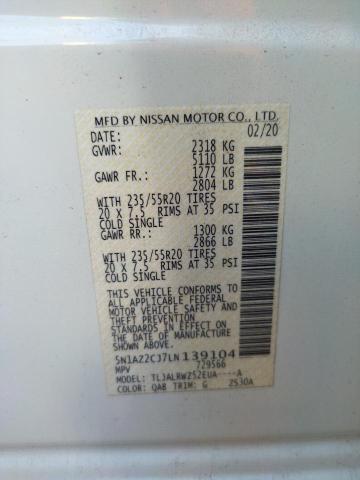 MFD BY NISSAN MOTOR CO., LTD.
DATE: 02/20
GVWR: 2318 KG
5110 LB
GAWR FR.: 1272 KG
2804 LB
WITH 235/55R20 TIRES
20 X 7.5 RIMS AT 35 PSI
COLD SINGLE
GAWR RR.: 1300 KG
2866 LB
WITH 235/55R20 TIRES
20 X 7.5 RIMS AT 35 PSI
COLD SINGLE
THIS VEHICLE CONFORMS TO
ALL APPLICABLE FEDERAL
MOTOR VEHICLE SAFETY
STANDARDS IN EFFECT ON
THE DATE OF MANUFACTURE
SHOWN ABOVE.
5N1AZ2CJ7LN139104
MPV 729566
MODEL: TLJALRWZ52EUA----A
COLOR: QAB TRIM: G 2530A